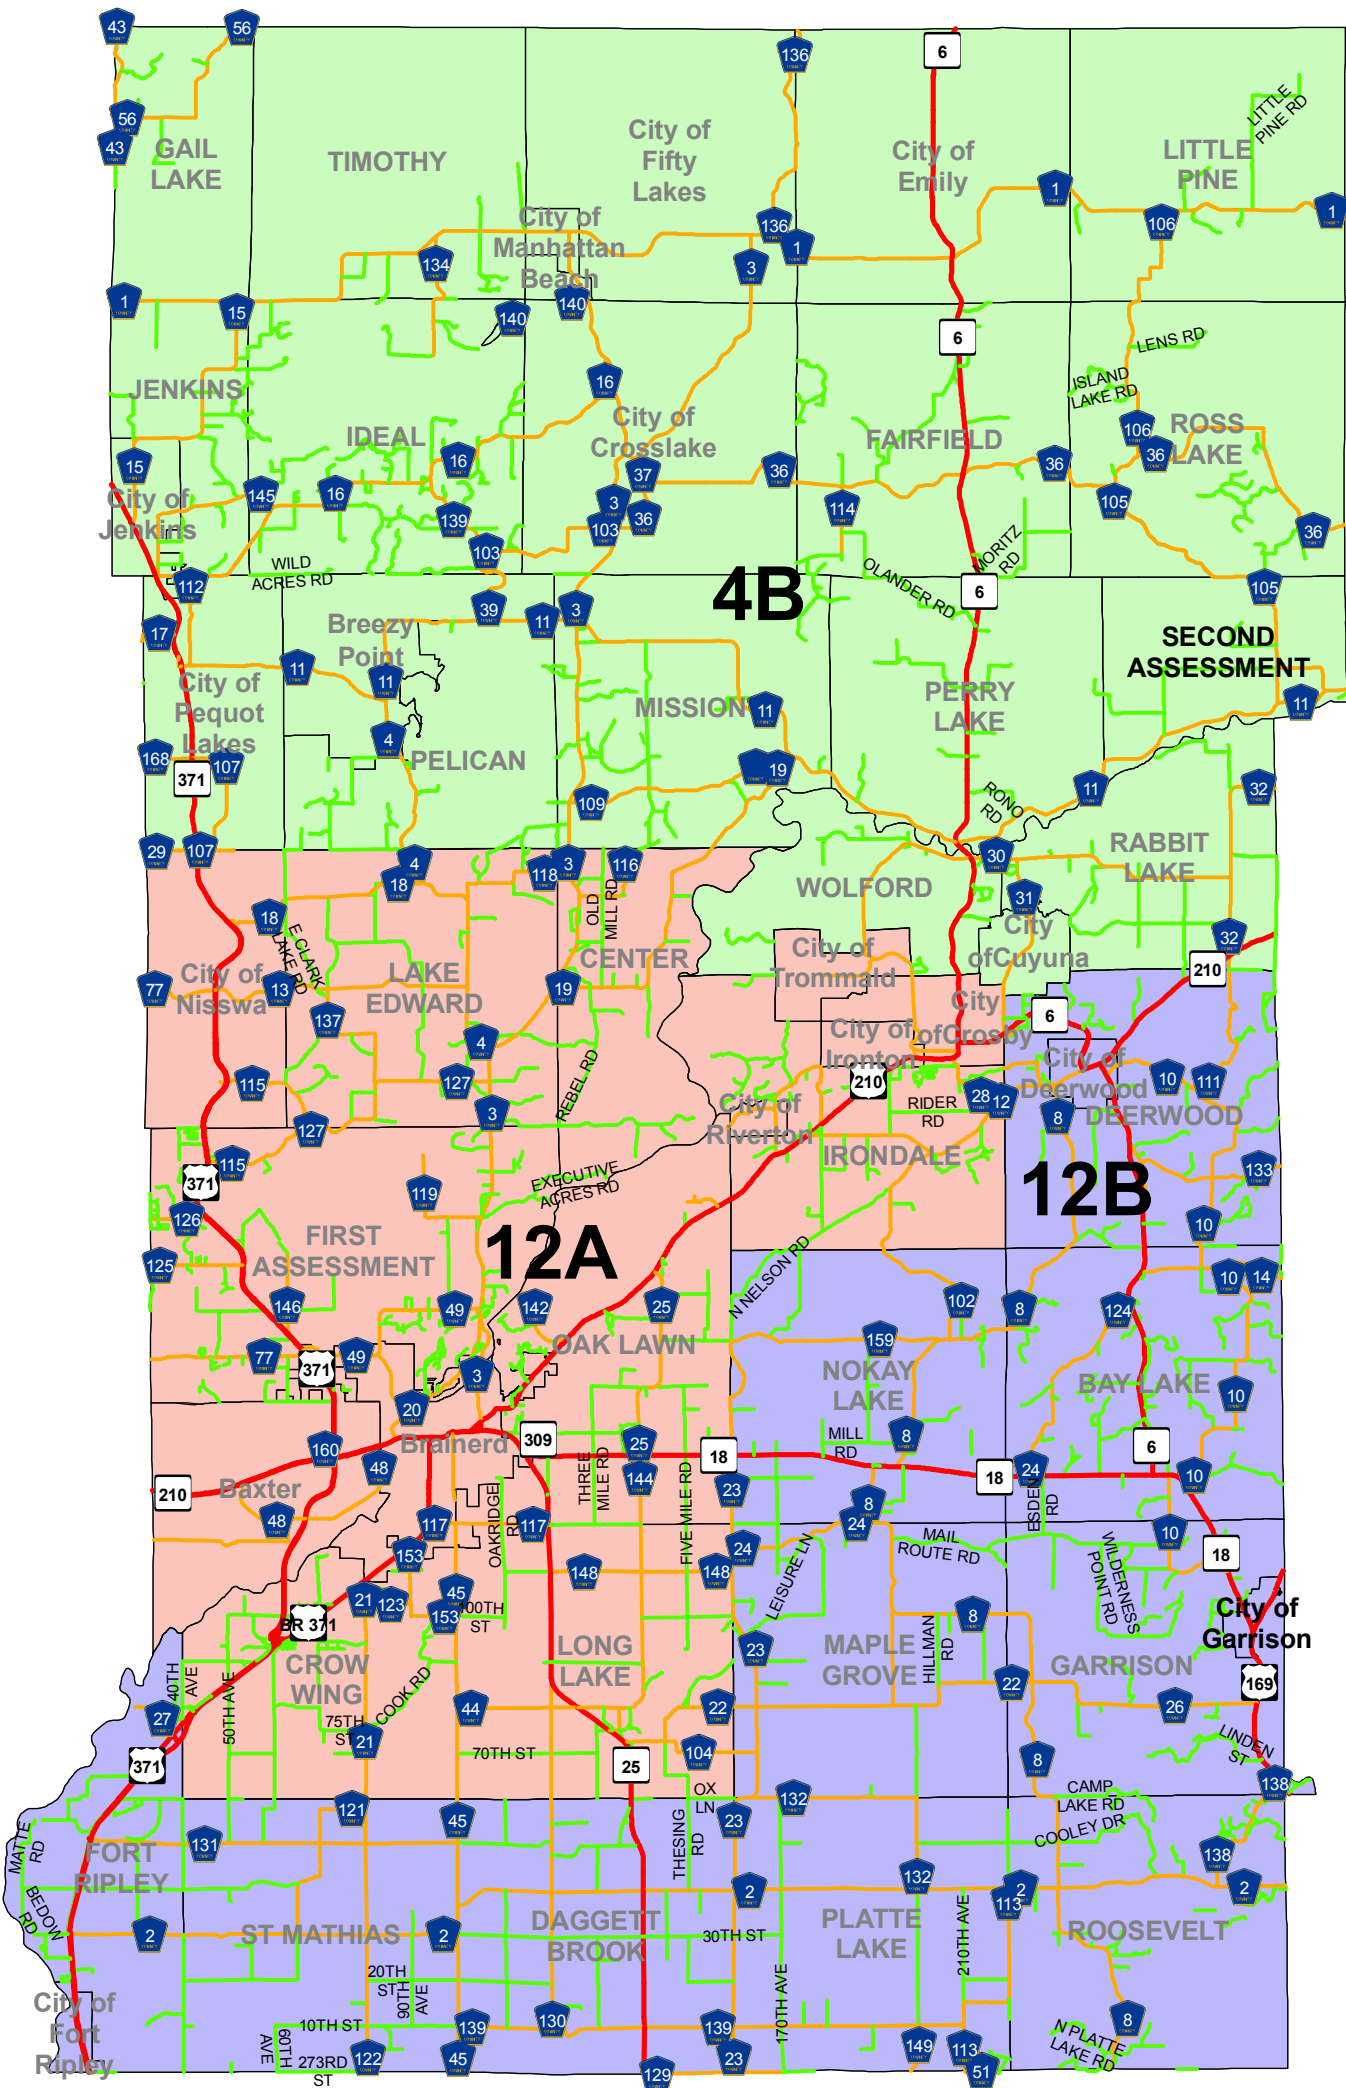 43
56
136
6
56
43
GAIL
LAKE
TIMOTHY
City of
Fifty
Lakes
City of
Emily
LITTLE
PINE RD
LITTLE
PINE
1
106
1
City of
Manhattan
Beach
136
1
134
3
1
15
140
140
6
LENS RD
ISLAND
LAKE RD
JENKINS
16
City of
Crosslake
IDEAL
FAIRFIELD
106
36
ROSS
LAKE
15
16
37
36
36
City of
Jenkins
145
16
139
3
103
36
114
105
36
103
WILD
ACRES RD
MORITZ
RD
OLANDER RD
112
4B
6
105
17
39
11
3
Breezy
Point
SECOND
ASSESSMENT
11
11
City of
Pequot
Lakes
MISSION
11
PERRY
LAKE
11
4
PELICAN
168
107
371
19
11
32
109
RONO
RD
29
107
4
18
118
3
116
WOLFORD
30
RABBIT
LAKE
31
18
E CLARK
LAKE RD
OLD
MILL RD
City
ofCuyuna
32
210
City of
Nisswa
77
13
LAKE
EDWARD
CENTER
19
City of
Trommald
City
ofCrosby
6
137
4
City of
Ironton
210
City of
Deerwood
115
127
REBEL RD
3
127
City of
Riverton
RIDER
RD
28
12
8
10
111
DEERWOOD
IRONDALE
115
371
119
EXECUTIVE
ACRES RD
12B
133
126
10
FIRST
ASSESSMENT
12A
125
N NELSON RD
10
14
146
49
142
25
102
8
124
OAK LAWN
159
77
371
49
3
NOKAY
LAKE
BAY LAKE
10
20
160
Brainerd
309
25
MILL
RD
8
6
48
THREE
MILE RD
144
FIVE MILE RD
18
18
24
10
210
Baxter
23
ESDEN
RD
48
117
OAKRIDGE
RD
117
8
24
MAIL
ROUTE RD
10
153
24
18
148
148
LEISURE LN
WILDERNESS
POINT RD
21
123
45
153
100TH
ST
City of
Garrison
BR 371
8
CROW
WING
LONG
LAKE
23
MAPLE
GROVE
HILLMAN
RD
GARRISON
22
169
40TH
AVE
50TH AVE
COOK RD
27
44
22
26
75TH
ST
21
LINDEN
ST
371
70TH ST
25
104
8
OX
LN
132
CAMP
LAKE RD
138
121
45
23
COOLEY DR
MATTE
RD
131
THESING
RD
138
FORT
RIPLEY
132
2
2
113
2
BEDOW
RD
2
ST MATHIAS
2
DAGGETT
BROOK
30TH ST
PLATTE
LAKE
210TH AVE
ROOSEVELT
20TH
ST
90TH
AVE
170TH AVE
City of
Fort
Ripley
10TH ST
139
130
139
8
60TH
AVE
273RD
ST
122
45
129
23
149
113
51
N PLATTE
LAKE RD